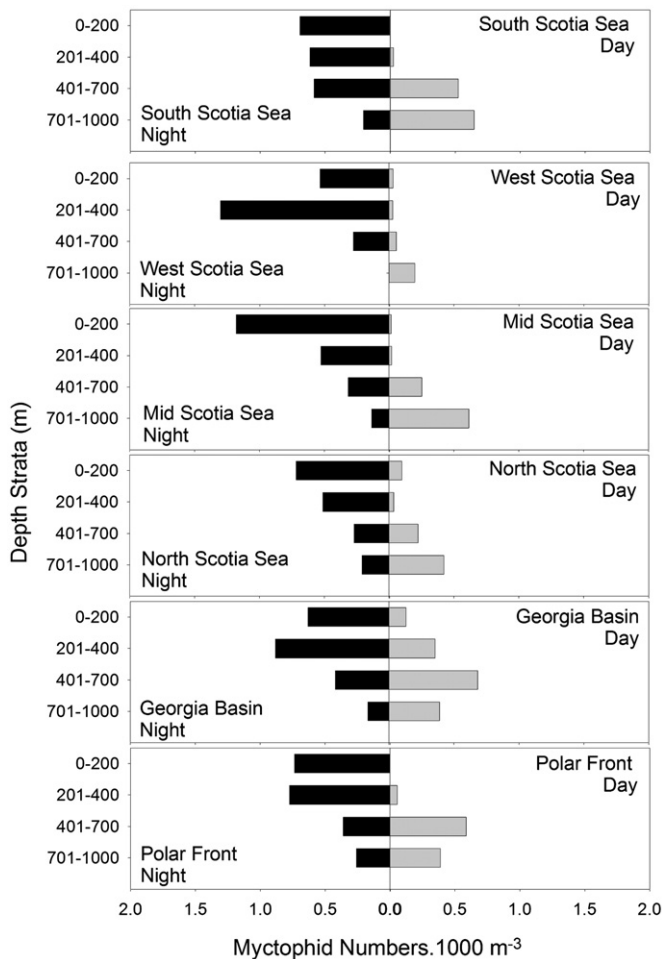 0-200
South Scotia Sea
Day
201-400
401-700
South Scotia Sea
Night
701-1000
0-200
West Scotia Sea
Day
201-400
401-700
West Scotia Sea
Night
701-1000
0-200
Mid Scotia Sea
Day
201-400
401-700
Mid Scotia Sea
Night
701-1000
0-200
North Scotia Sea
Day
201-400
401-700
North Scotia Sea
Night
701-1000
0-200
Georgia Basin
Day
201-400
401-700
Georgia Basin
Night
701-1000
0-200
Polar Front
Day
201-400
401-700
Polar Front
Night
701-1000
Depth Strata (m)
2.0 1.5 1.0 0.5 0.0 0.0 0.5 1.0 1.5 2.0
Myctophid Numbers.1000 m⁻³